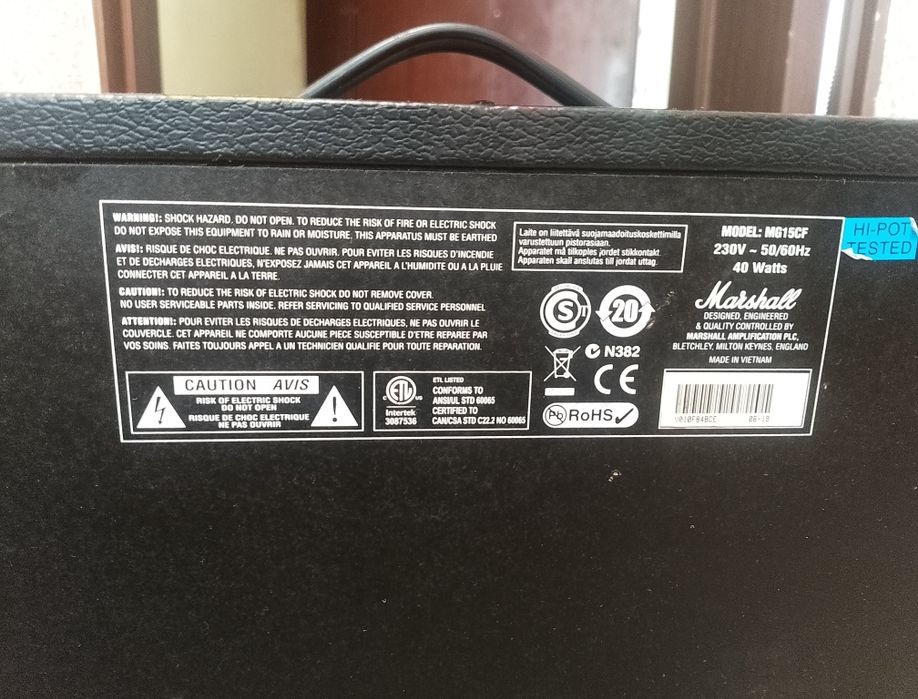 WARNING!: SHOCK HAZARD. DO NOT OPEN. TO REDUCE THE RISK OF FIRE OR ELECTRIC SHOCK
DO NOT EXPOSE THIS EQUIPMENT TO RAIN OR MOISTURE, THIS APPARATUS MUST BE EARTHED
AVIS!: RISQUE DE CHOC ELECTRIQUE. NE PAS OUVRIR. POUR EVITER LES RISQUES D'INCENDIE
ET DE DECHARGES ELECTRIQUES, N'EXPOSEZ JAMAIS CET APPAREIL A L'HUMIDITE OU A LA PLUIE
CONNECTER CET APPAREIL A LA TERRE.
CAUTION!: TO REDUCE THE RISK OF ELECTRIC SHOCK DO NOT REMOVE COVER.
NO USER SERVICEABLE PARTS INSIDE. REFER SERVICING TO QUALIFIED SERVICE PERSONNEL
ATTENTION!: POUR EVITER LES RISQUES DE DECHARGES ELECTRIQUES, NE PAS OUVRIR LE
COUVERCLE. CET APPAREIL NE COMPORTE AUCUNE PIECE SUSCEPTIBLE D'ETRE REPAREE PAR
VOS SOINS. FAITES TOUJOURS APPEL A UN TECHNICIEN QUALIFIE POUR TOUTE REPARATION.
CAUTION AVIS
RISK OF ELECTRIC SHOCK
DO NOT OPEN
RISQUE DE CHOC ELECTRIQUE
NE PAS OUVRIR
ETL
C US
Intertek
3087536
ETL LISTED
CONFORMS TO
ANSI/UL STD 60065
CERTIFIED TO
CAN/CSA STD C22.2 NO 60065
Laite on liitettävä suojamaadoituskoskettimilla
varustettuun pistorasiaan.
Apparatet må tilkoples jordet stikkontakt.
Apparaten skall anslutas till jordat uttag.
S T
20
N382
CE
Pb RoHS
MODEL: MG15CF
230V ~ 50/60Hz
40 Watts
Marshall
DESIGNED, ENGINEERED
& QUALITY CONTROLLED BY
MARSHALL AMPLIFICATION PLC,
BLETCHLEY, MILTON KEYNES, ENGLAND
MADE IN VIETNAM
06-19
HI-POT
TESTED